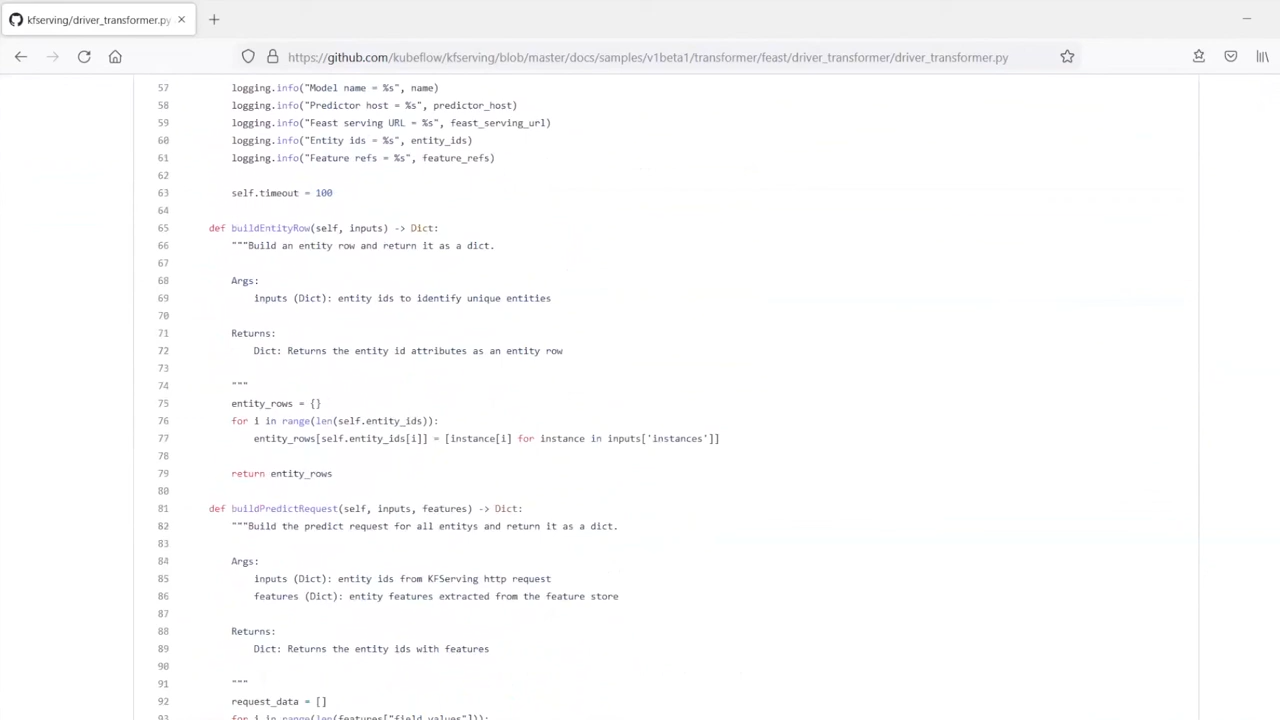 kfserving/driver_transformer.py
https://github.com/kubeflow/kfserving/blob/master/docs/samples/v1beta1/transformer/feast/driver_transformer/driver_transformer.py
57 logging.info("Model name = %s", name)
58 logging.info("Predictor host = %s", predictor_host)
59 logging.info("Feast serving URL = %s", feast_serving_url)
60 logging.info("Entity ids = %s", entity_ids)
61 logging.info("Feature refs = %s", feature_refs)
62
63 self.timeout = 100
64
65 def buildEntityRow(self, inputs) -> Dict:
66 """Build an entity row and return it as a dict.
67
68 Args:
69 inputs (Dict): entity ids to identify unique entities
70
71 Returns:
72 Dict: Returns the entity id attributes as an entity row
73
74 """
75 entity_rows = {}
76 for i in range(len(self.entity_ids)):
77 entity_rows[self.entity_ids[i]] = [instance[i] for instance in inputs['instances']]
78
79 return entity_rows
80
81 def buildPredictRequest(self, inputs, features) -> Dict:
82 """Build the predict request for all entitys and return it as a dict.
83
84 Args:
85 inputs (Dict): entity ids from KFServing http request
86 features (Dict): entity features extracted from the feature store
87
88 Returns:
89 Dict: Returns the entity ids with features
90
91 """
92 request_data = []
93 for i in range(len(features["field_values"])):